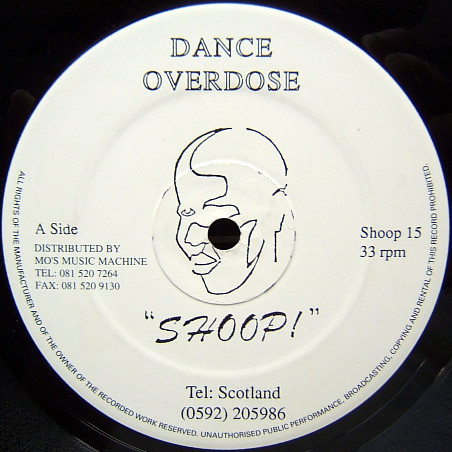 DANCE
OVERDOSE
A Side
DISTRIBUTED BY
MO'S MUSIC MACHINE
TEL: 081 520 7264
FAX: 081 520 9130
Shoop 15
33 rpm
"SHOOP!"
Tel: Scotland
(0592) 205986
ALL RIGHTS OF THE MANUFACTURER AND OF THE OWNER OF THE RECORDED WORK RESERVED. UNAUTHORISED PUBLIC PERFORMANCE, BROADCASTING, COPYING AND RENTAL OF THIS RECORD PROHIBITED.